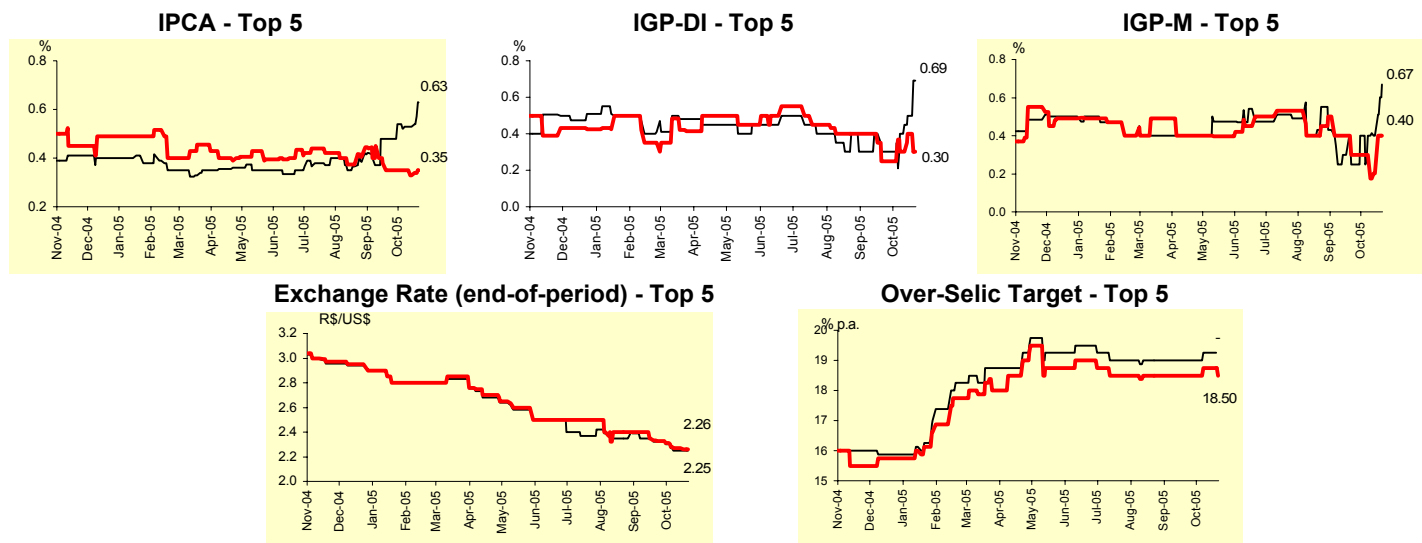 IPCA - Top 5
%
0.8
0.6
0.4
0.2
0.63
0.35
Nov-04
Dec-04
Jan-05
Feb-05
Mar-05
Apr-05
May-05
Jun-05
Jul-05
Aug-05
Sep-05
Oct-05
IGP-DI - Top 5
%
0.8
0.6
0.4
0.2
0.0
0.69
0.30
Nov-04
Dec-04
Jan-05
Feb-05
Mar-05
Apr-05
May-05
Jun-05
Jul-05
Aug-05
Sep-05
Oct-05
IGP-M - Top 5
%
0.8
0.6
0.4
0.2
0.0
0.67
0.40
Nov-04
Dec-04
Jan-05
Feb-05
Mar-05
Apr-05
May-05
Jun-05
Jul-05
Aug-05
Sep-05
Oct-05
Exchange Rate (end-of-period) - Top 5
R$/US$
3.2
3.0
2.8
2.6
2.4
2.2
2.0
2.26
2.25
Nov-04
Dec-04
Jan-05
Feb-05
Mar-05
Apr-05
May-05
Jun-05
Jul-05
Aug-05
Sep-05
Oct-05
Over-Selic Target - Top 5
% p.a.
20
19
18
17
16
15
-
18.50
Nov-04
Dec-04
Jan-05
Feb-05
Mar-05
Apr-05
May-05
Jun-05
Jul-05
Aug-05
Sep-05
Oct-05